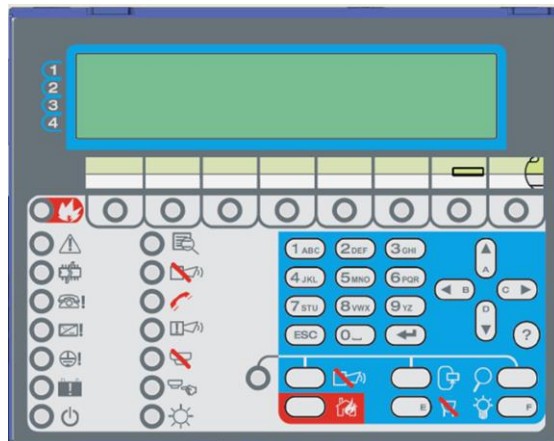 1
2
3
4
1 ABC 2 DEF 3 GHI
A
4 JKL 5 MNO 6 PQR
B C
7 STU 8 VWX 9 YZ
D
ESC 0_
?
E F